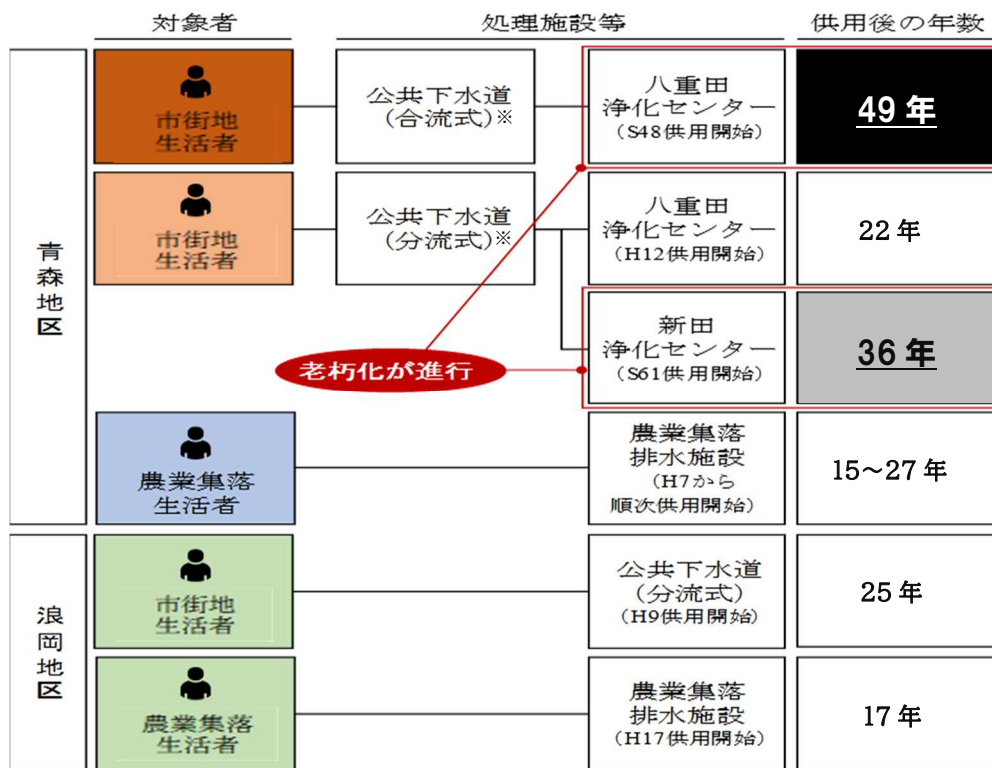 対象者
処理施設等
供用後の年数
青森地区
市街地
生活者
公共下水道
(合流式)※
八重田
浄化センター
(S48供用開始)
49年
市街地
生活者
公共下水道
(分流式)※
八重田
浄化センター
(H12供用開始)
22年
新田
浄化センター
(S61供用開始)
36年
老朽化が進行
農業集落
生活者
農業集落
排水施設
(H7から
順次供用開始)
15～27年
浪岡地区
市街地
生活者
公共下水道
(分流式)
(H9供用開始)
25年
農業集落
生活者
農業集落
排水施設
(H17供用開始)
17年